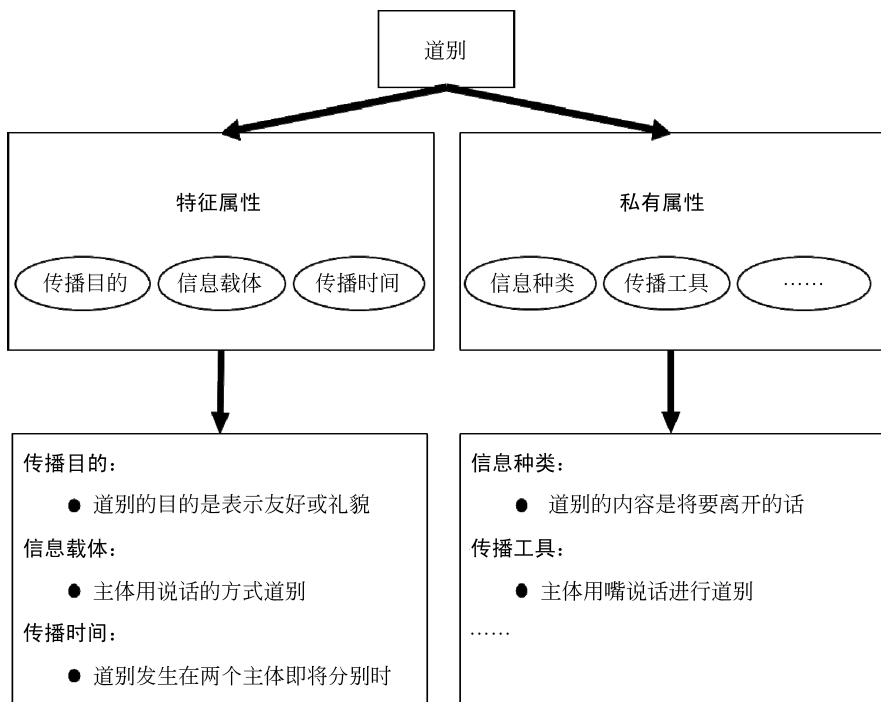 道别
特征属性
传播目的
信息载体
传播时间
私有属性
信息种类
传播工具
……
传播目的：
● 道别的目的是表示友好或礼貌
信息载体：
● 主体用说话的方式道别
传播时间：
● 道别发生在两个主体即将分别时
信息种类：
● 道别的内容是将要离开的话
传播工具：
● 主体用嘴说话进行道别
……